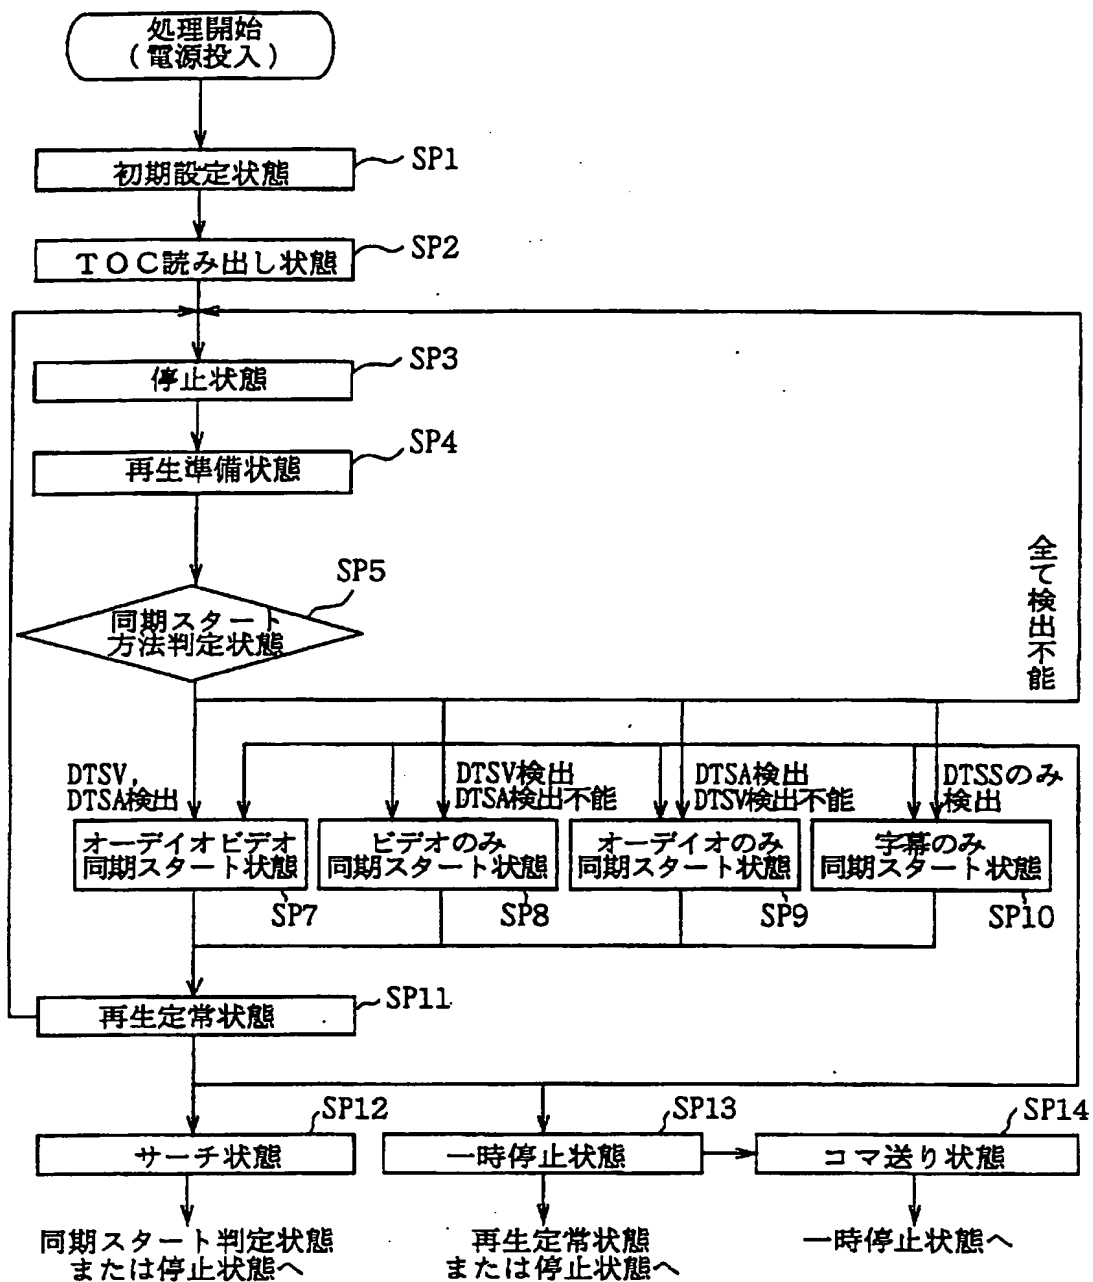 処理開始
(電源投入)
初期設定状態
SP1
TOC読み出し状態
SP2
停止状態
SP3
再生準備状態
SP4
同期スタート
方法判定状態
SP5
全て検出不能
DTSV,
DTSA検出
DTSV検出
DTSA検出不能
DTSA検出
DTSV検出不能
DTSSのみ
検出
オーデイオビデオ
同期スタート状態
SP7
ビデオのみ
同期スタート状態
SP8
オーデイオのみ
同期スタート状態
SP9
字幕のみ
同期スタート状態
SP10
再生定常状態
SP11
サーチ状態
SP12
一時停止状態
SP13
コマ送り状態
SP14
同期スタート判定状態
または停止状態へ
再生定常状態
または停止状態へ
一時停止状態へ